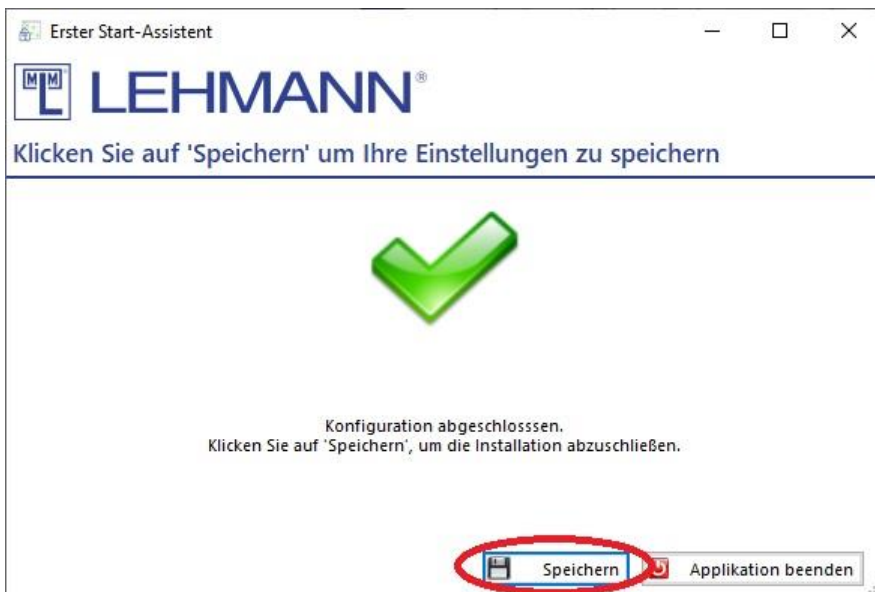 Erster Start-Assistent
MLM LEHMANN®
Klicken Sie auf 'Speichern' um Ihre Einstellungen zu speichern
Konfiguration abgeschlosssen.
Klicken Sie auf 'Speichern', um die Installation abzuschließen.
Speichern Applikation beenden